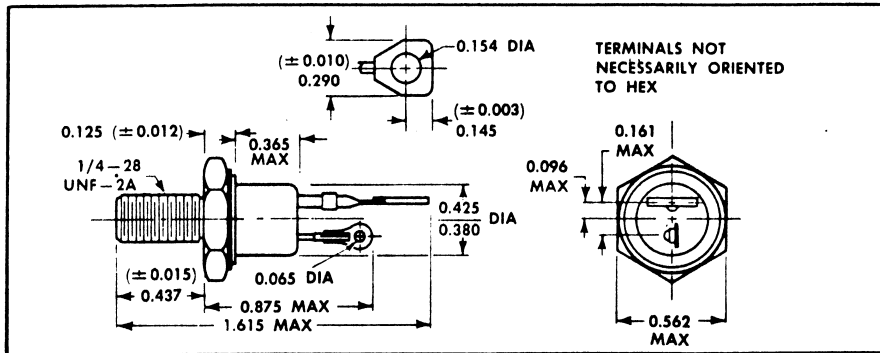 0.154 DIA
(±0.010)
0.290
TERMINALS NOT
NECESSARILY ORIENTED
TO HEX
(±0.003)
0.145
0.125 (±0.012)
0.365
MAX
0.161
MAX
0.096
MAX
1/4-28
UNF-2A
0.425
0.380
DIA
(±0.015)
0.437
0.065 DIA
0.875 MAX
1.615 MAX
0.562
MAX